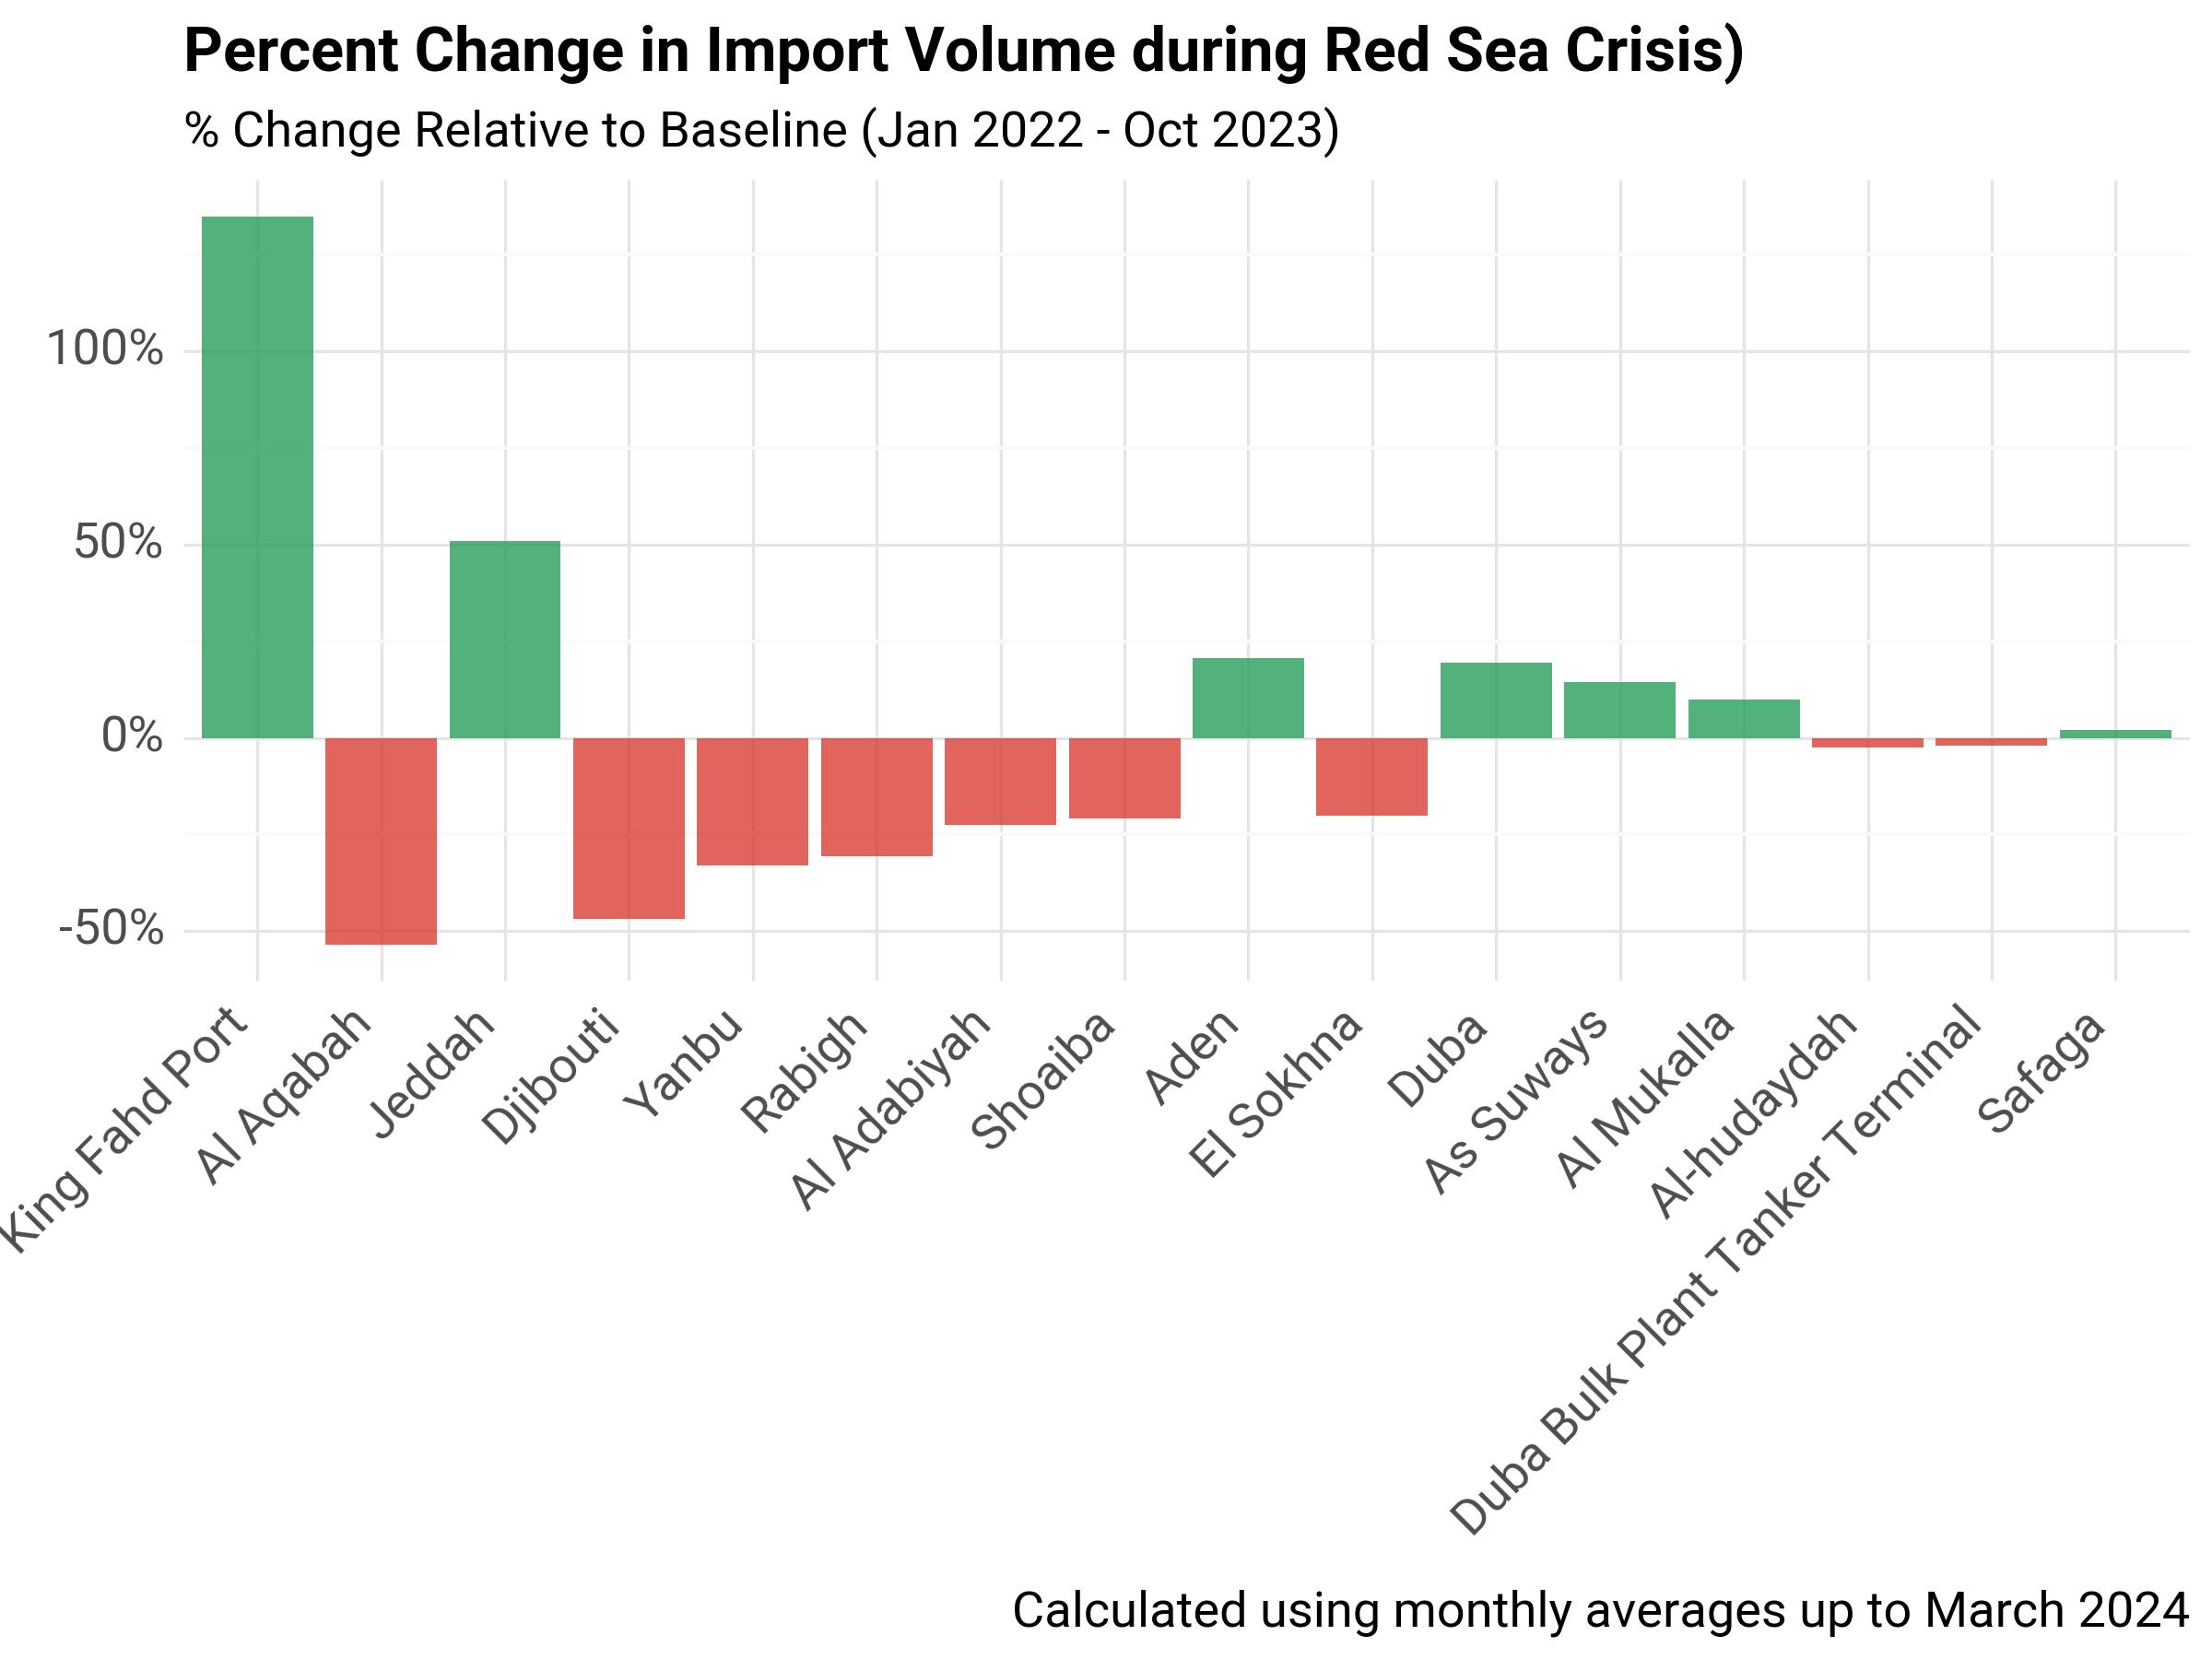 Percent Change in Import Volume during Red Sea Crisis)
% Change Relative to Baseline (Jan 2022 - Oct 2023)
100%
50%
0%
-50%
King Fahd Port
Al Aqabah
Jeddah
Djibouti
Yanbu
Rabigh
Al Adabiyah
Shoaiba
Aden
El Sokhna
Duba
As Suways
Al Mukalla
Al-hudaydah
Duba Bulk Plant Tanker Terminal
Safaga
Calculated using monthly averages up to March 2024